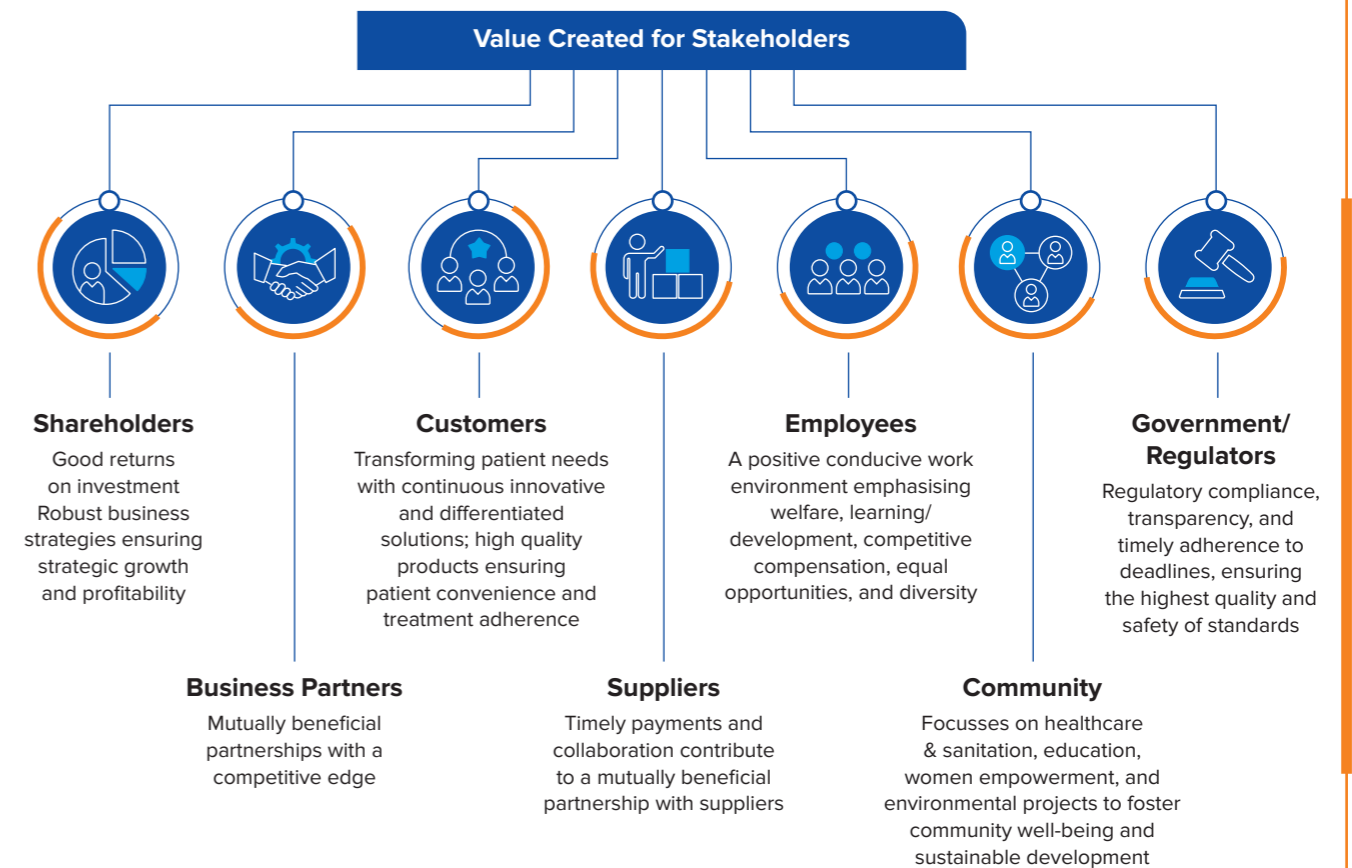 Value Created for Stakeholders
Shareholders
Good returns
on investment
Robust business
strategies ensuring
strategic growth
and profitability
Business Partners
Mutually beneficial
partnerships with a
competitive edge
Customers
Transforming patient needs
with continuous innovative
and differentiated
solutions; high quality
products ensuring
patient convenience and
treatment adherence
Suppliers
Timely payments and
collaboration contribute
to a mutually beneficial
partnership with suppliers
Employees
A positive conducive work
environment emphasising
welfare, learning/
development, competitive
compensation, equal
opportunities, and diversity
Community
Focusses on healthcare
& sanitation, education,
women empowerment, and
environmental projects to foster
community well-being and
sustainable development
Government/
Regulators
Regulatory compliance,
transparency, and
timely adherence to
deadlines, ensuring
the highest quality and
safety of standards